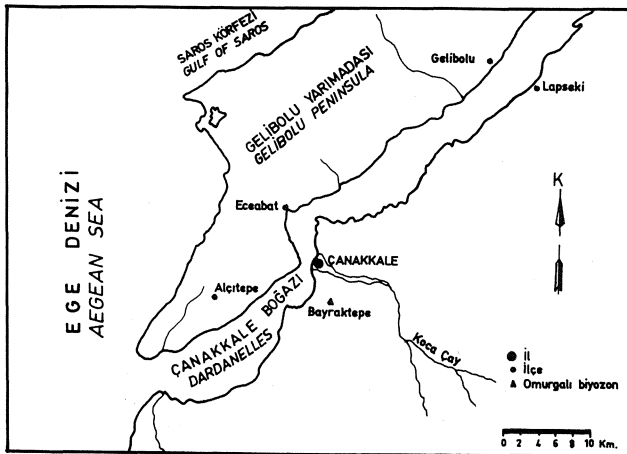 SAROS KÖRFEZİ
GULF OF SAROS
Gelibolu
Lapseki
GELİBOLU YARIMADASI
GELİBOLU PENINSULA
EGE DENİZİ
AEGEAN SEA
Eceabat
K
ÇANAKKALE
Alçıtepe
Bayraktepe
ÇANAKKALE BOĞAZI
DARDANELLES
Koca Çay
İl
İlçe
Omurgalı biyozon
0 2 4 6 8 10 Km.